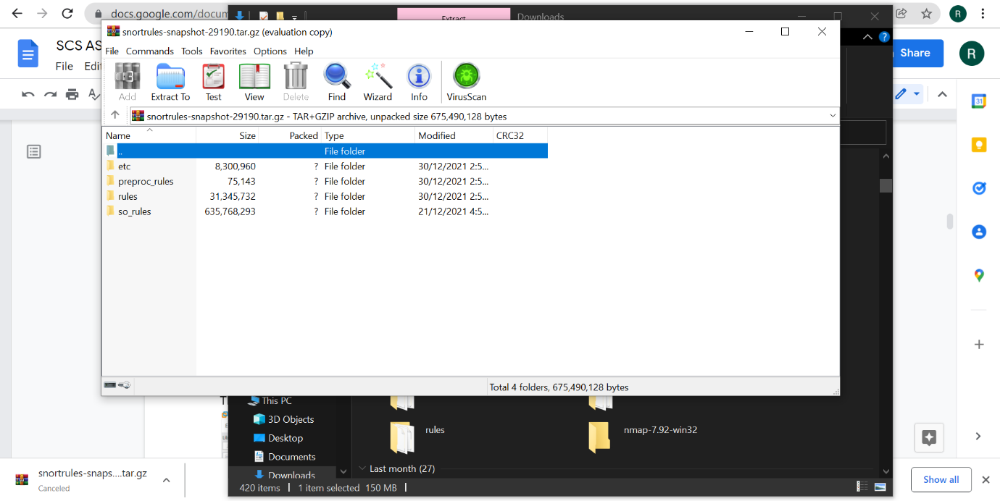 docs.google.com/docum
Extract
Downloads
R
snortrules-snapshot-29190.tar.gz (evaluation copy)
SCS AS
File Edi
Share
R
File Commands Tools Favorites Options Help
Add Extract To Test View Delete Find Wizard Info VirusScan
snortrules-snapshot-29190.tar.gz - TAR+GZIP archive, unpacked size 675,490,128 bytes
31
Name Size Packed Type Modified CRC32
.. File folder
etc 8,300,960 ? File folder 30/12/2021 2:5...
preproc_rules 75,143 ? File folder 30/12/2021 2:5...
rules 31,345,732 ? File folder 30/12/2021 2:5...
so_rules 635,768,293 ? File folder 21/12/2021 4:5...
Total 4 folders, 675,490,128 bytes
This PC
3D Objects
Desktop
Documents
Downloads
rules
nmap-7.92-win32
Last month (27)
420 items 1 item selected 150 MB
snortrules-snaps....tar.gz
Canceled
Show all